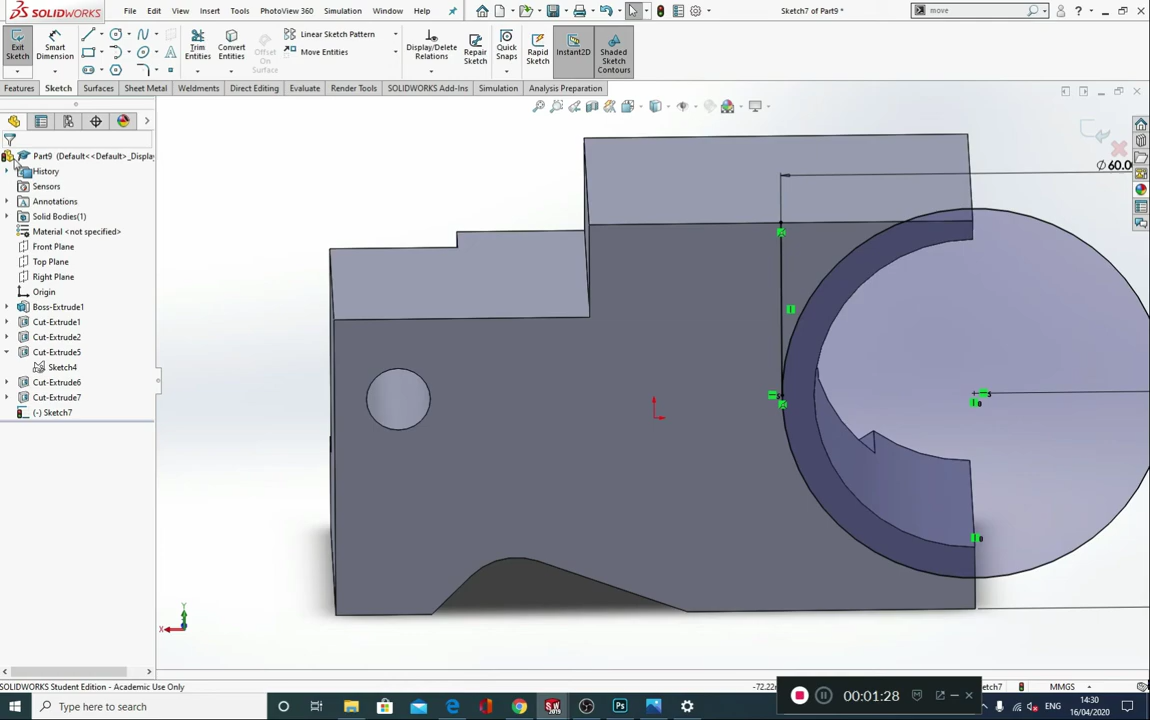 SOLIDWORKS
File Edit View Insert Tools PhotoView 360 Simulation Window Help
Sketch7 of Part9 *
move
Exit Sketch
Smart Dimension
Trim Entities
Convert Entities
Offset On Surface
Linear Sketch Pattern
Move Entities
Display/Delete Relations
Repair Sketch
Quick Snaps
Rapid Sketch
Instant2D
Shaded Sketch Contours
Features Sketch Surfaces Sheet Metal Weldments Direct Editing Evaluate Render Tools SOLIDWORKS Add-Ins Simulation Analysis Preparation
Part9 (Default<<Default>_Display
History
Sensors
Annotations
Solid Bodies(1)
Material <not specified>
Front Plane
Top Plane
Right Plane
Origin
Boss-Extrude1
Cut-Extrude1
Cut-Extrude2
Cut-Extrude5
Sketch4
Cut-Extrude6
Cut-Extrude7
(-) Sketch7
Ø60.0
Y
X
SOLIDWORKS Student Edition - Academic Use Only
MMGS
00:01:28
Type here to search
ENG
14:30
16/04/2020